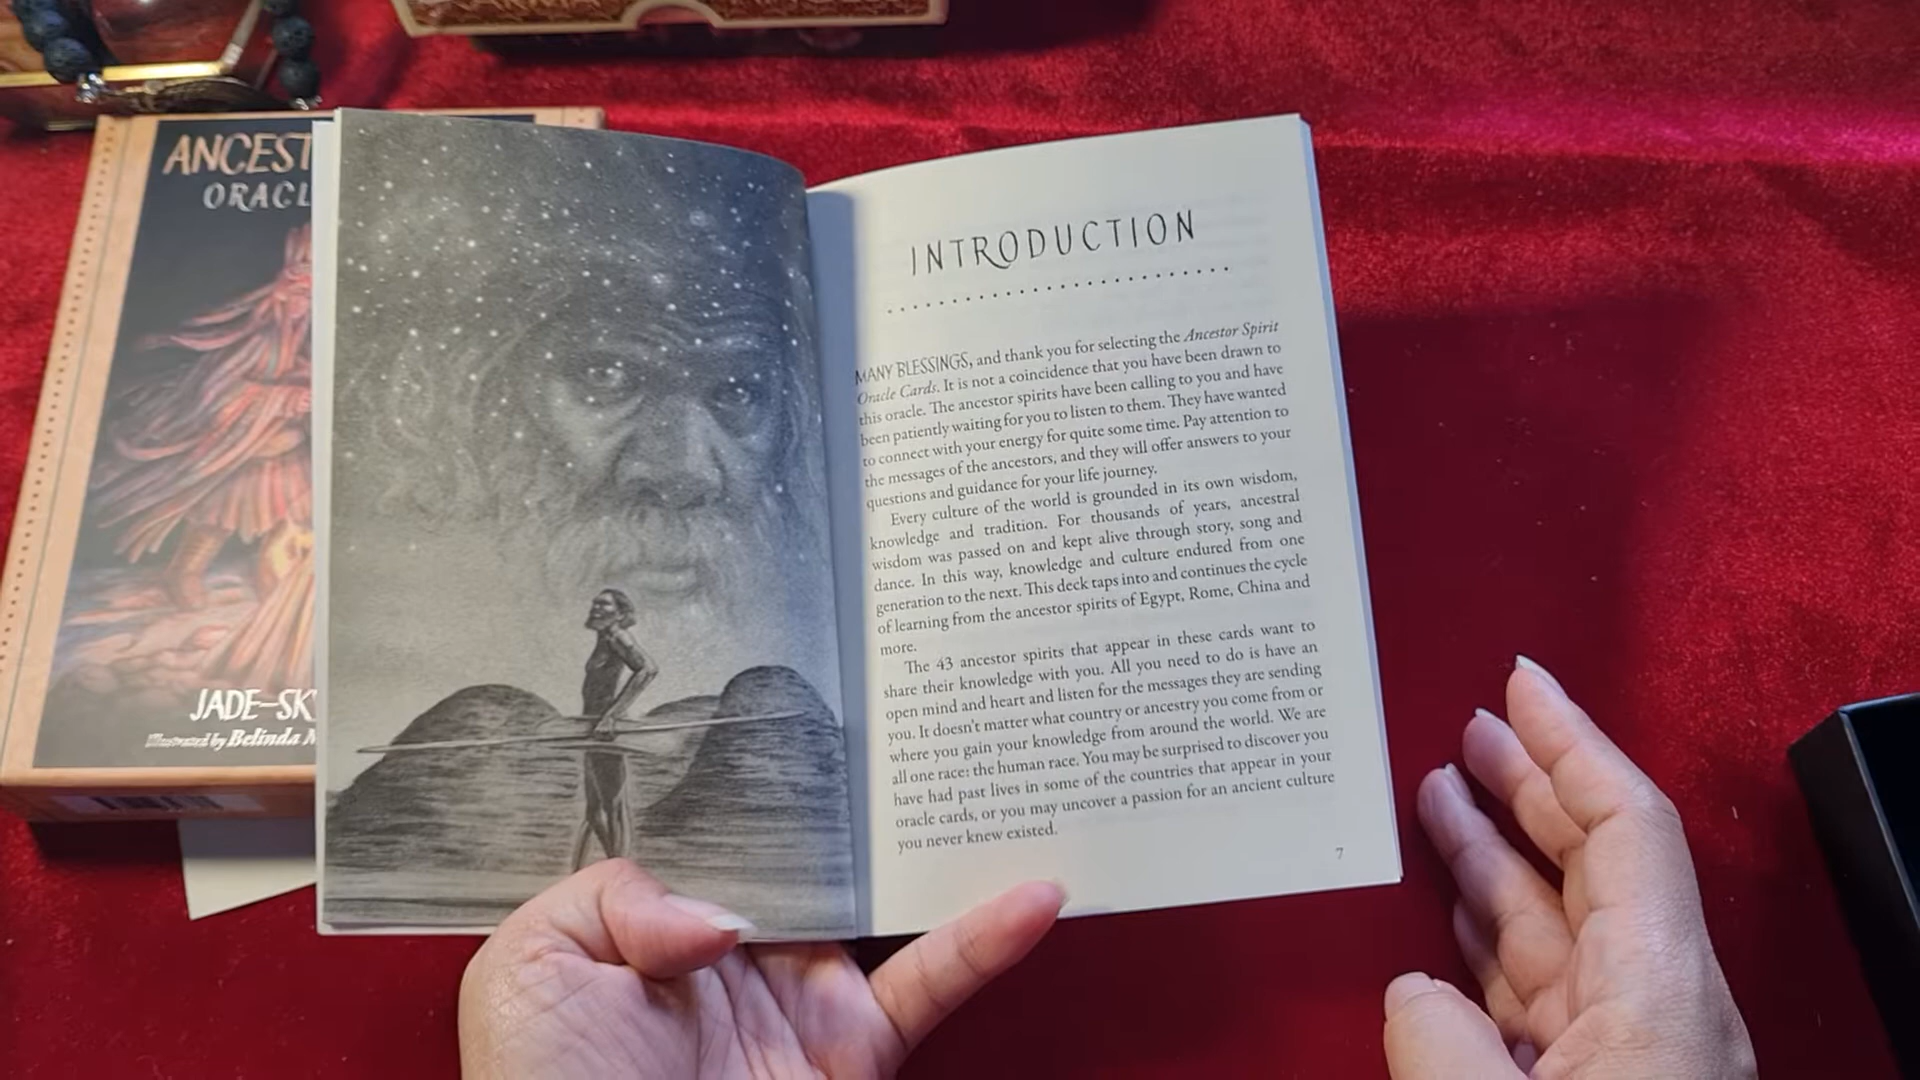 ANCEST
ORACL
JADE-SK
Illustrated by Belinda M
INTRODUCTION
MANY BLESSINGS, and thank you for selecting the Ancestor Spirit
Oracle Cards. It is not a coincidence that you have been drawn to
this oracle. The ancestor spirits have been calling to you and have
been patiently waiting for you to listen to them. They have wanted
to connect with your energy for quite some time. Pay attention to
the messages of the ancestors, and they will offer answers to your
questions and guidance for your life journey.
Every culture of the world is grounded in its own wisdom,
knowledge and tradition. For thousands of years, ancestral
wisdom was passed on and kept alive through story, song and
dance. In this way, knowledge and culture endured from one
generation to the next. This deck taps into and continues the cycle
of learning from the ancestor spirits of Egypt, Rome, China and
more.
The 43 ancestor spirits that appear in these cards want to
share their knowledge with you. All you need to do is have an
open mind and heart and listen for the messages they are sending
you. It doesn't matter what country or ancestry you come from or
where you gain your knowledge from around the world. We are
all one race: the human race. You may be surprised to discover you
have had past lives in some of the countries that appear in your
oracle cards, or you may uncover a passion for an ancient culture
you never knew existed.
7